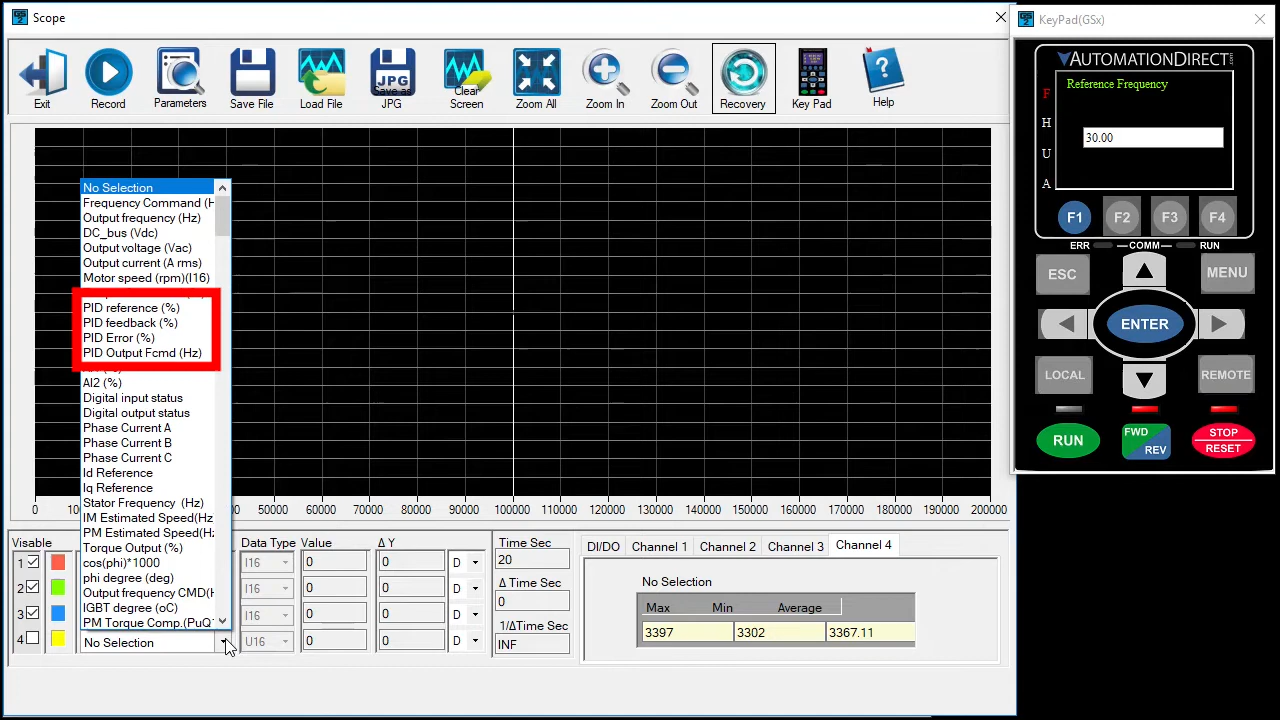 Scope
Exit
Record
Parameters
Save File
Load File
JPG
Save as
JPG
Clear
Screen
Zoom All
Zoom In
Zoom Out
Recovery
Key Pad
?
Help
No Selection
Frequency Command (H
Output frequency (Hz)
DC_bus (Vdc)
Output voltage (Vac)
Output current (A rms)
Motor speed (rpm)(I16)
PID reference (%)
PID feedback (%)
PID Error (%)
PID Output Fcmd (Hz)
AI2 (%)
Digital input status
Digital output status
Phase Current A
Phase Current B
Phase Current C
Id Reference
Iq Reference
Stator Frequency (Hz)
IM Estimated Speed(Hz
PM Estimated Speed(Hz
Torque Output (%)
cos(phi)*1000
phi degree (deg)
Output frequency CMD(H
IGBT degree (oC)
PM Torque Comp.(PuQ1
No Selection
0 50000 60000 70000 80000 90000 100000 110000 120000 130000 140000 150000 160000 170000 180000 190000 200000
Visable Data Type Value Δ Y
1 I16 0 0 D
2 I16 0 0 D
3 I16 0 0 D
4 U16 0 0 D
Time Sec
20
Δ Time Sec
0
1/ΔTime Sec
INF
DI/DO Channel 1 Channel 2 Channel 3 Channel 4
No Selection
Max Min Average
3397 3302 3367.11
KeyPad(GSx)
AUTOMATIONDIRECT
Reference Frequency
30.00
F
H
U
A
F1 F2 F3 F4
ERR COMM RUN
ESC MENU
ENTER
LOCAL REMOTE
RUN FWD REV STOP RESET